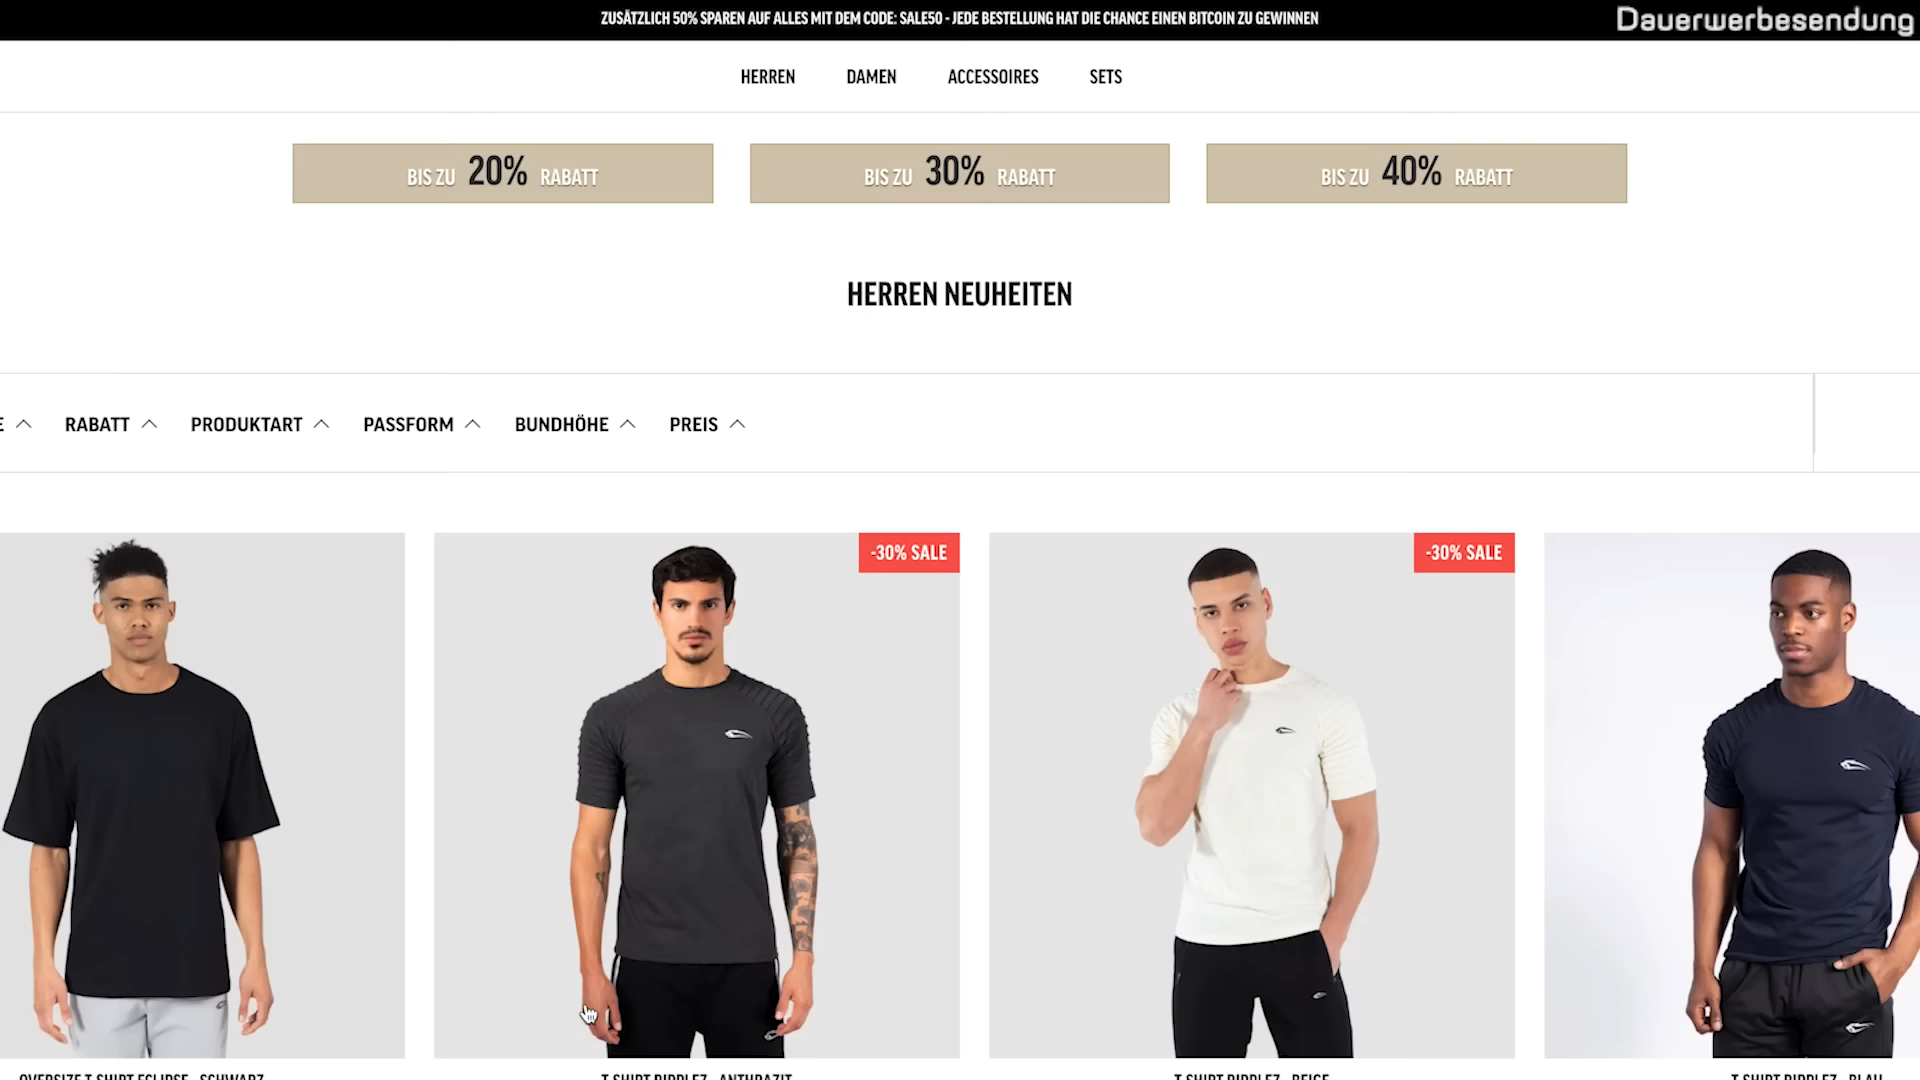 ZUSÄTZLICH 50% SPAREN AUF ALLES MIT DEM CODE: SALE50 - JEDE BESTELLUNG HAT DIE CHANCE EINEN BITCOIN ZU GEWINNEN
Dauerwerbesendung
HERREN DAMEN ACCESSOIRES SETS
BIS ZU 20% RABATT
BIS ZU 30% RABATT
BIS ZU 40% RABATT
HERREN NEUHEITEN
E RABATT PRODUKTART PASSFORM BUNDHÖHE PREIS
-30% SALE
-30% SALE
OVERSIZE T-SHIRT ECLIPSE - SCHWARZ
T-SHIRT RIPPLEZ - ANTHRAZIT
T-SHIRT RIPPLEZ - BEIGE
T-SHIRT RIPPLEZ - BLAU